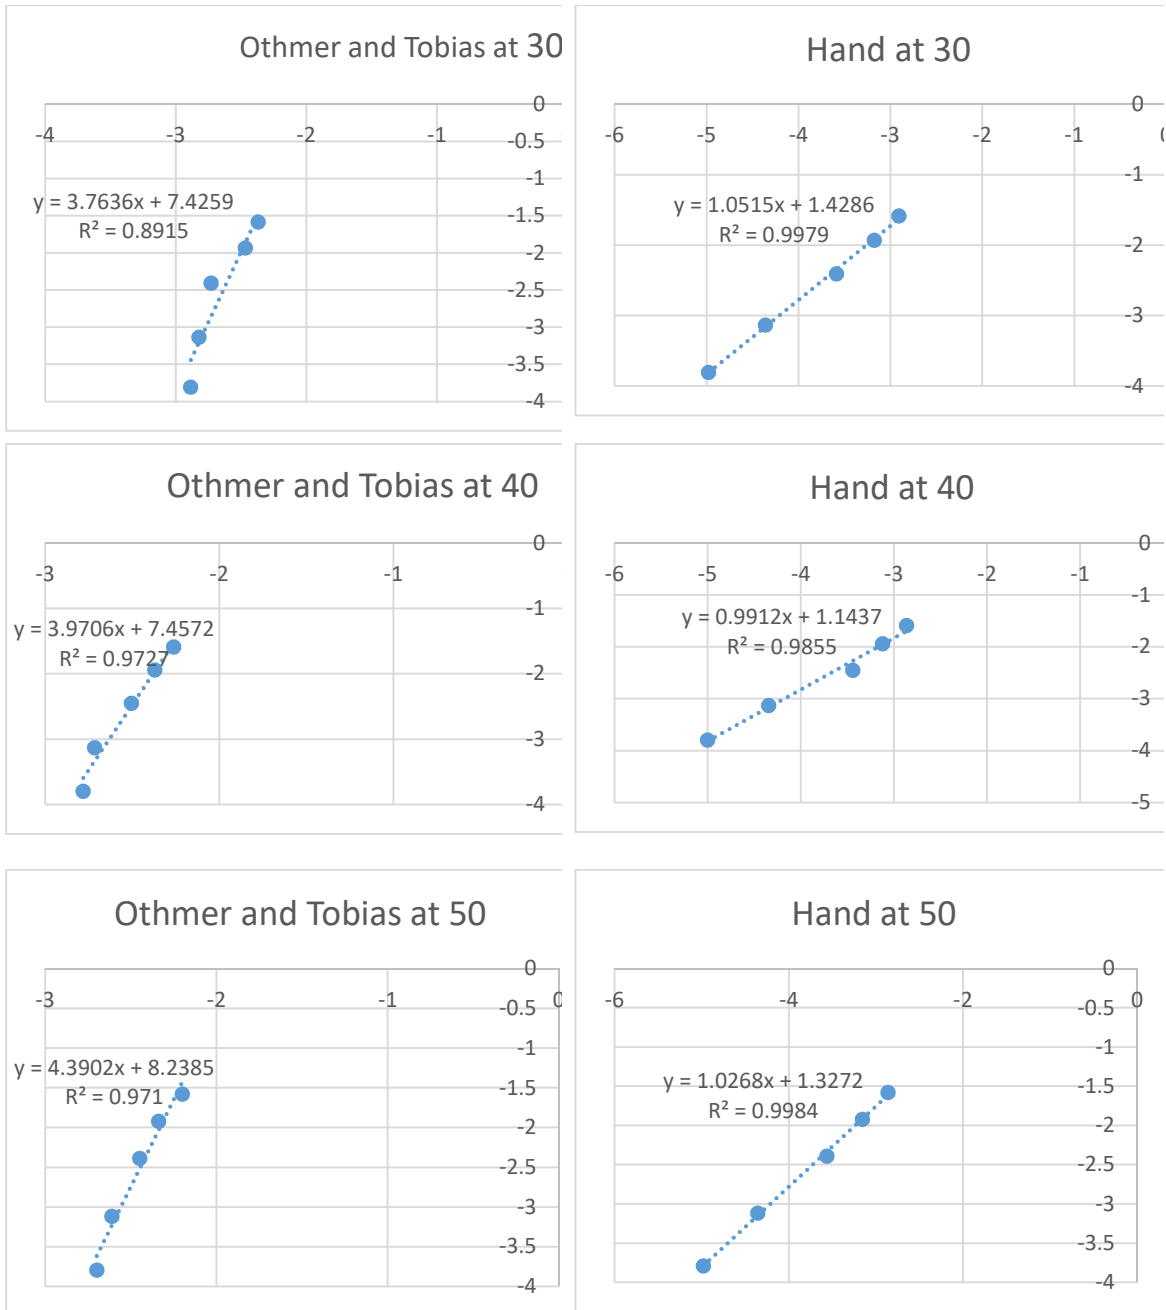 Othmer and Tobias at 30
0
-4 -3 -2 -1
-0.5
-1
y = 3.7636x + 7.4259
R² = 0.8915
-1.5
-2
-2.5
-3
-3.5
-4
Hand at 30
0
-6 -5 -4 -3 -2 -1 0
-1
y = 1.0515x + 1.4286
R² = 0.9979
-2
-3
-4
Othmer and Tobias at 40
0
-3 -2 -1
-1
y = 3.9706x + 7.4572
R² = 0.9727
-2
-3
-4
Hand at 40
0
-6 -5 -4 -3 -2 -1
-1
y = 0.9912x + 1.1437
R² = 0.9855
-2
-3
-4
-5
Othmer and Tobias at 50
0
-3 -2 -1 0
-0.5
-1
y = 4.3902x + 8.2385
R² = 0.971
-1.5
-2
-2.5
-3
-3.5
-4
Hand at 50
0
-6 -4 -2 0
-0.5
-1
y = 1.0268x + 1.3272
R² = 0.9984
-1.5
-2
-2.5
-3
-3.5
-4